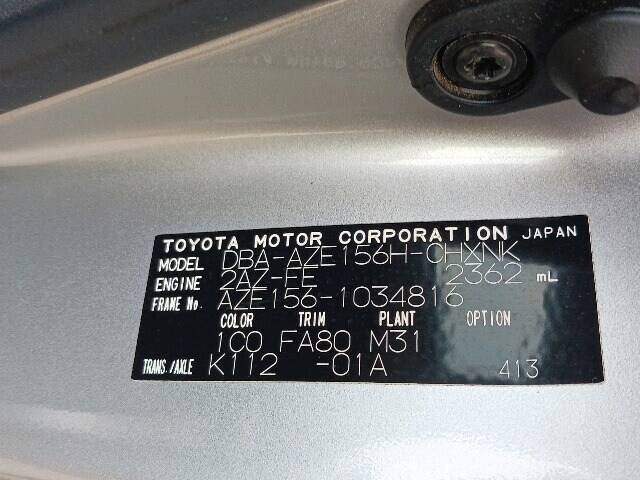 TOYOTA MOTOR CORPORATION JAPAN
MODEL DBA-AZE156H-CHXNK
ENGINE 2AZ-FE 2362 mL
FRAME No. AZE156-1034816
COLOR TRIM PLANT OPTION
1C0 FA80 M31
TRANS./AXLE K112 -01A 413